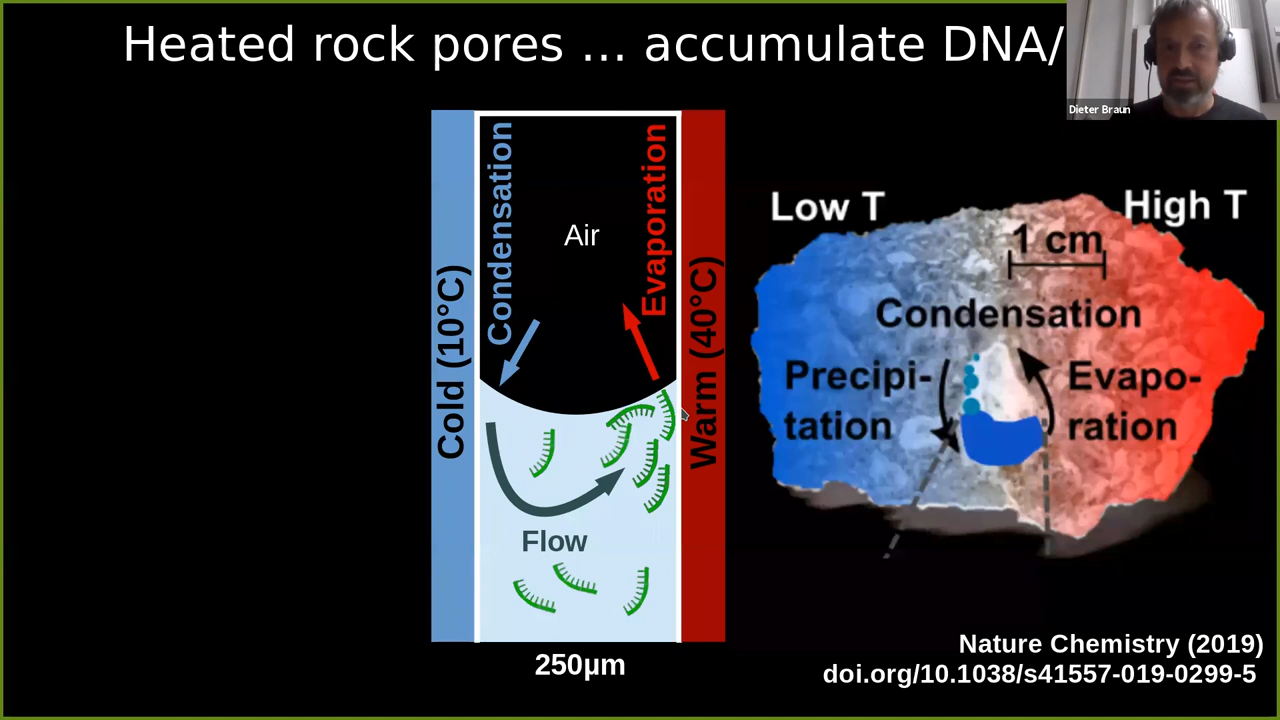 Heated rock pores ... accumulate DNA/
Dieter Braun
Cold (10°C)
Condensation
Air
Evaporation
Warm (40°C)
Flow
250µm
Low T
High T
1 cm
Condensation
Precipi-
tation
Evapo-
ration
Nature Chemistry (2019)
doi.org/10.1038/s41557-019-0299-5